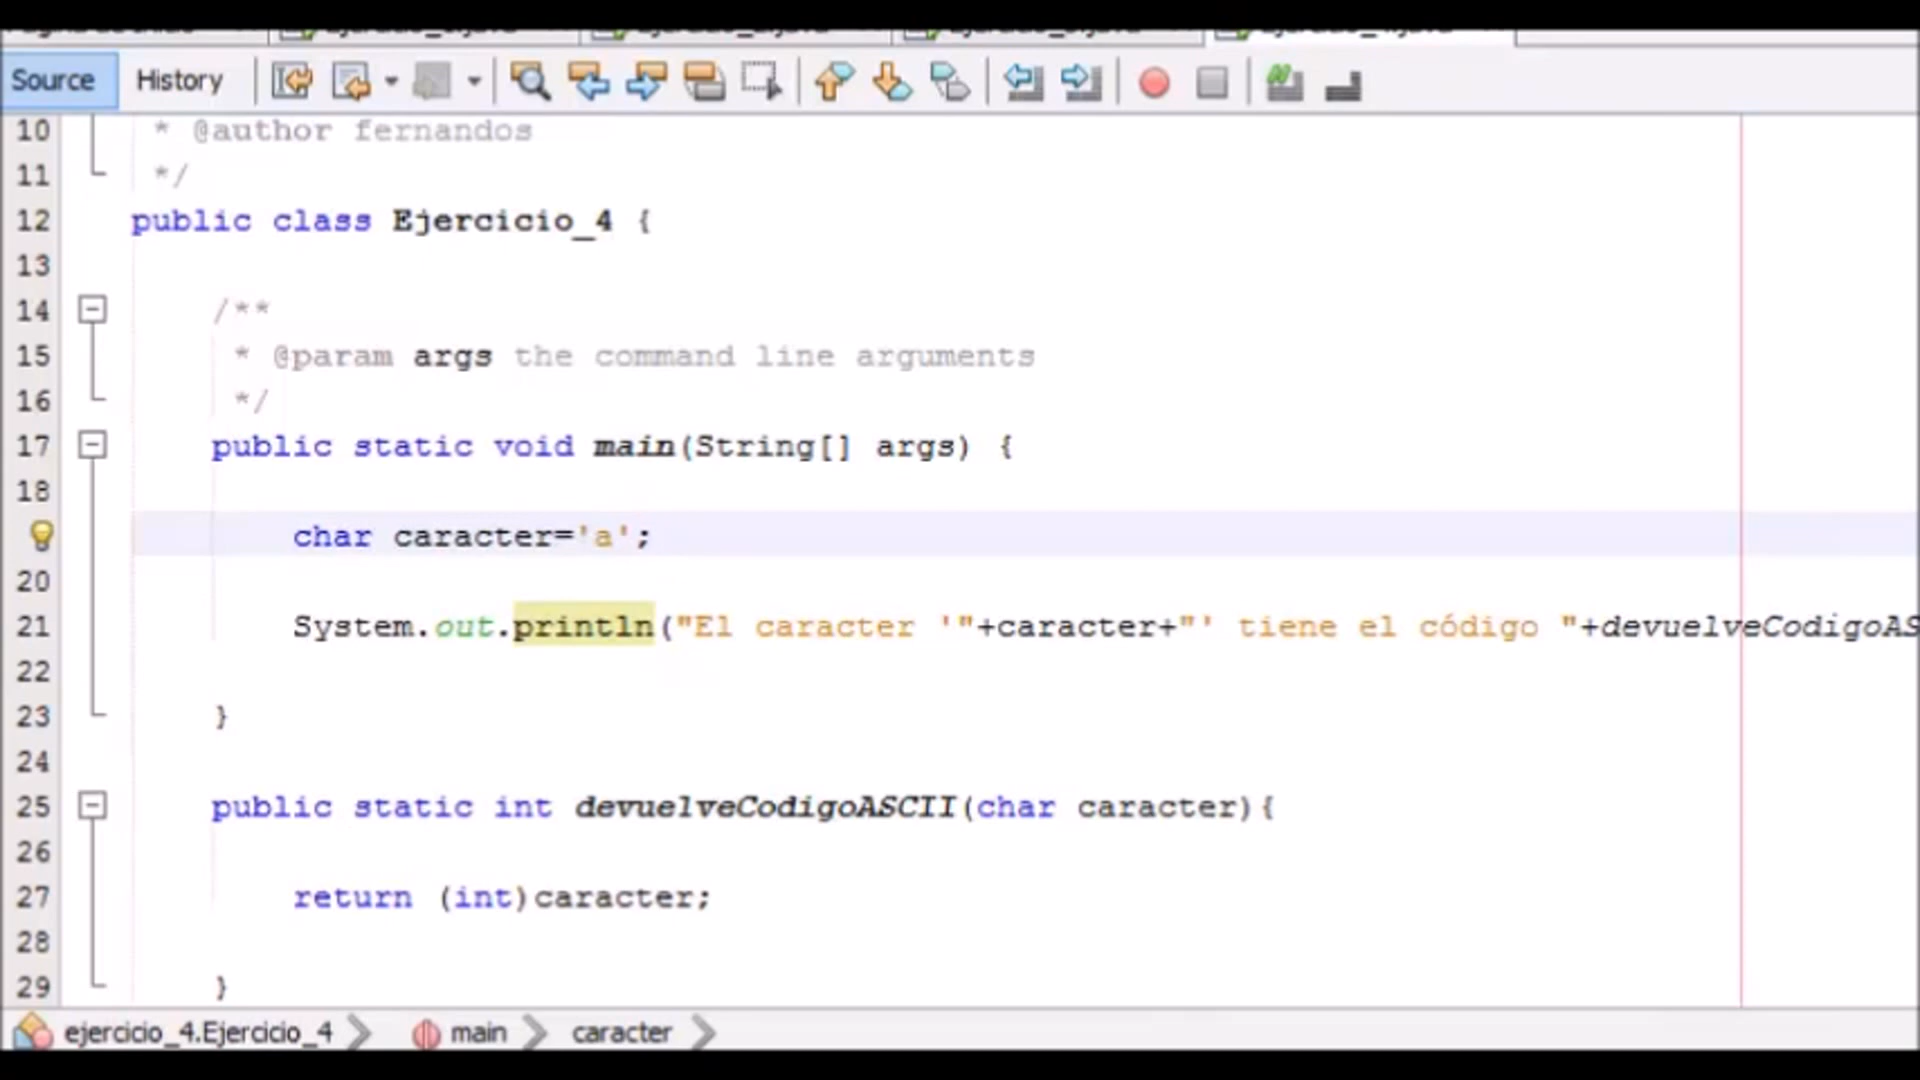 Source History
10 * @author fernandos
11 */
12 public class Ejercicio_4 {
13
14 /**
15 * @param args the command line arguments
16 */
17 public static void main(String[] args) {
18
char caracter='a';
20
21 System.out.println("El caracter '"+caracter+"' tiene el código "+devuelveCodigoAS
22
23 }
24
25 public static int devuelveCodigoASCII(char caracter){
26
27 return (int)caracter;
28
29 }
ejercicio_4.Ejercicio_4 main caracter